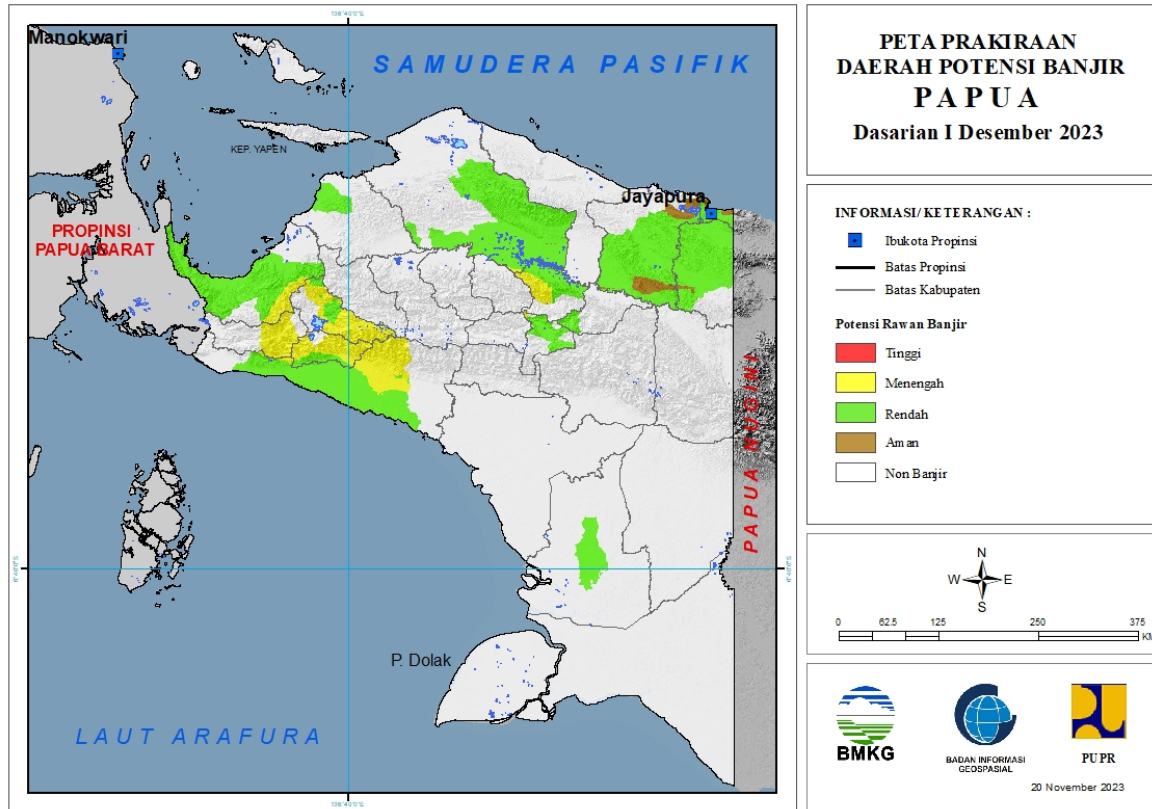 PETA PRAKIRAAN
DAERAH POTENSI BANJIR
PAPUA
Dasarian I Desember 2023
INFORMASI/ KETERANGAN :
Ibukota Propinsi
Batas Propinsi
Batas Kabupaten
Potensi Rawan Banjir
Tinggi
Menengah
Rendah
Aman
Non Banjir
N
W E
S
0 62.5 125 250 375
KM
BMKG
BADAN INFORMASI
GEOSPASIAL
PUPR
20 November 2023
Manokwari
SAMUDERA PASIFIK
KEP. YAPEN
Jayapura
PROPINSI
PAPUA BARAT
PAPUA NUGINI
P. Dolak
LAUT ARAFURA